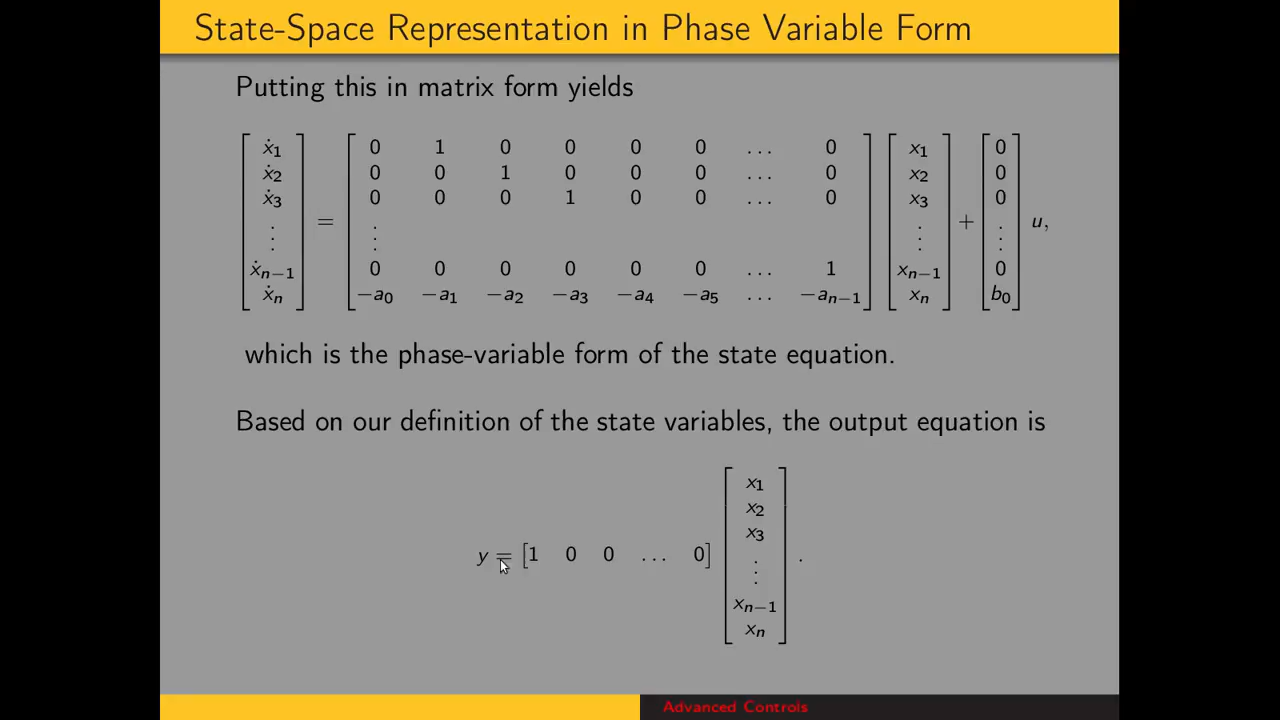 State-Space Representation in Phase Variable Form
Putting this in matrix form yields
[ẋ₁ ẋ₂ ẋ₃ ⋮ ẋₙ₋₁ ẋₙ] = [0 1 0 0 0 0 … 0
0 0 1 0 0 0 … 0
0 0 0 1 0 0 … 0
⋮
0 0 0 0 0 0 … 1
−a₀ −a₁ −a₂ −a₃ −a₄ −a₅ … −aₙ₋₁] [x₁ x₂ x₃ ⋮ xₙ₋₁ xₙ] + [0 0 0 ⋮ 0 b₀] u,
which is the phase-variable form of the state equation.
Based on our definition of the state variables, the output equation is
y = [1 0 0 … 0] [x₁ x₂ x₃ ⋮ xₙ₋₁ xₙ] .
Advanced Controls